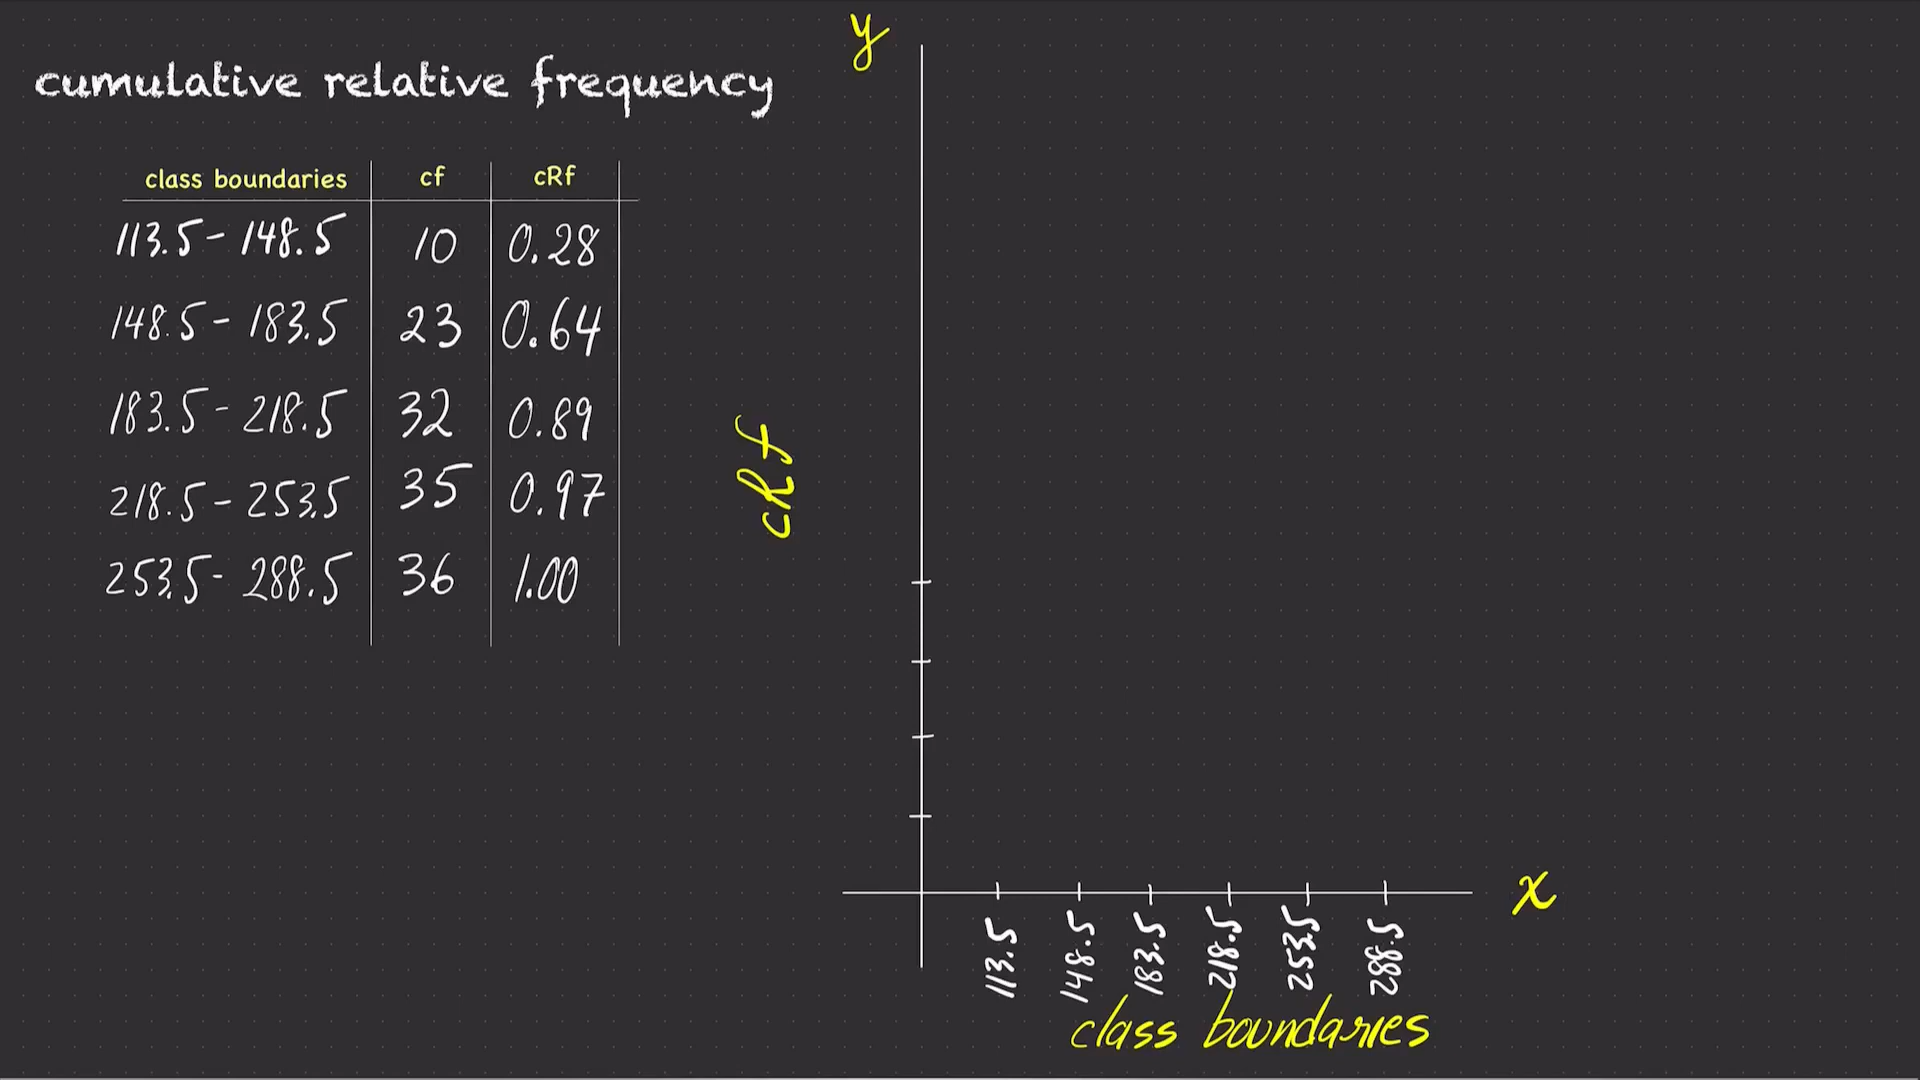 cumulative relative frequency
class boundaries cf cRf
113.5 - 148.5 10 0.28
148.5 - 183.5 23 0.64
183.5 - 218.5 32 0.89
218.5 - 253.5 35 0.97
253.5 - 288.5 36 1.00
y
cRf
x
113.5 148.5 183.5 218.5 253.5 288.5
class boundaries